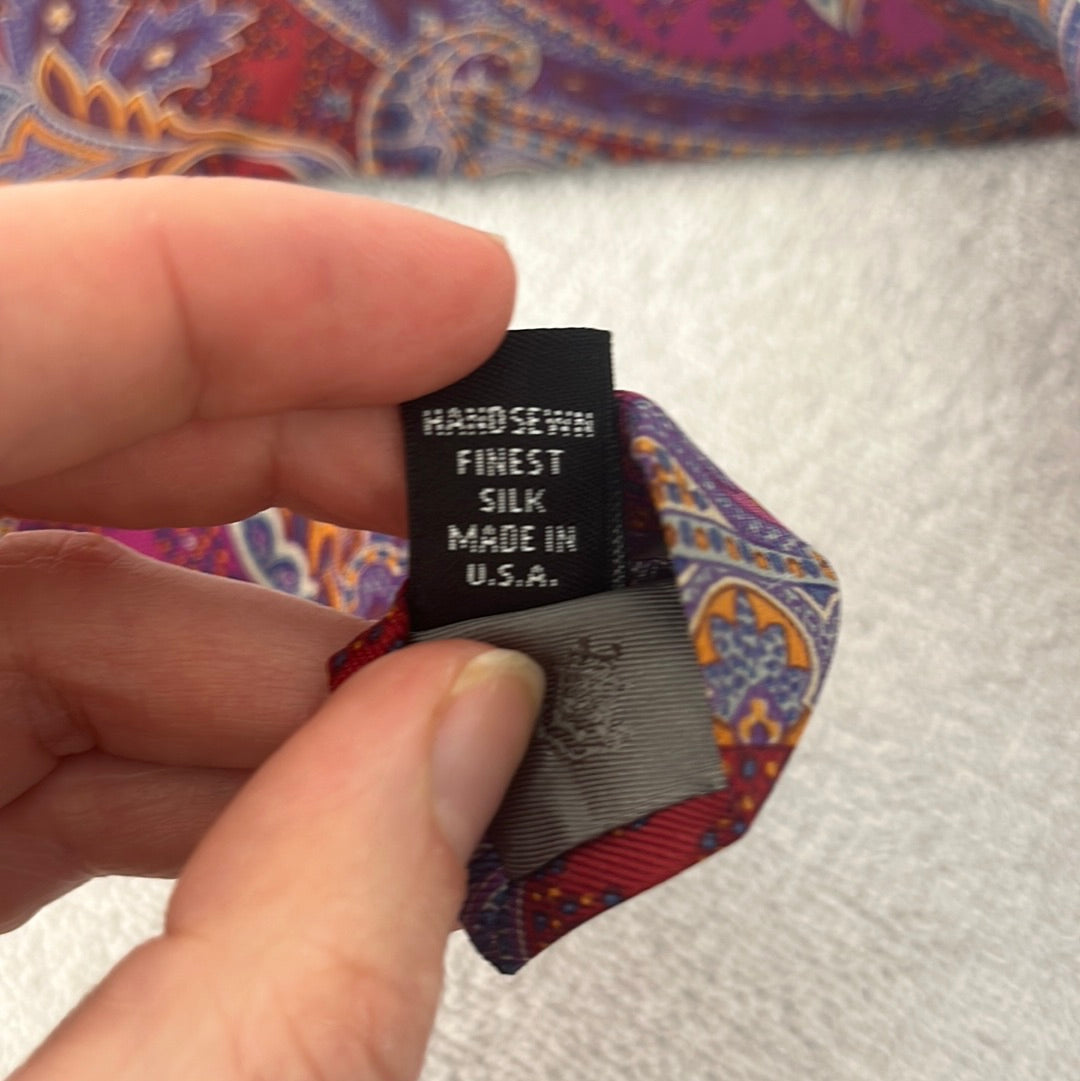 HANDSEWN
FINEST
SILK
MADE IN
U.S.A.